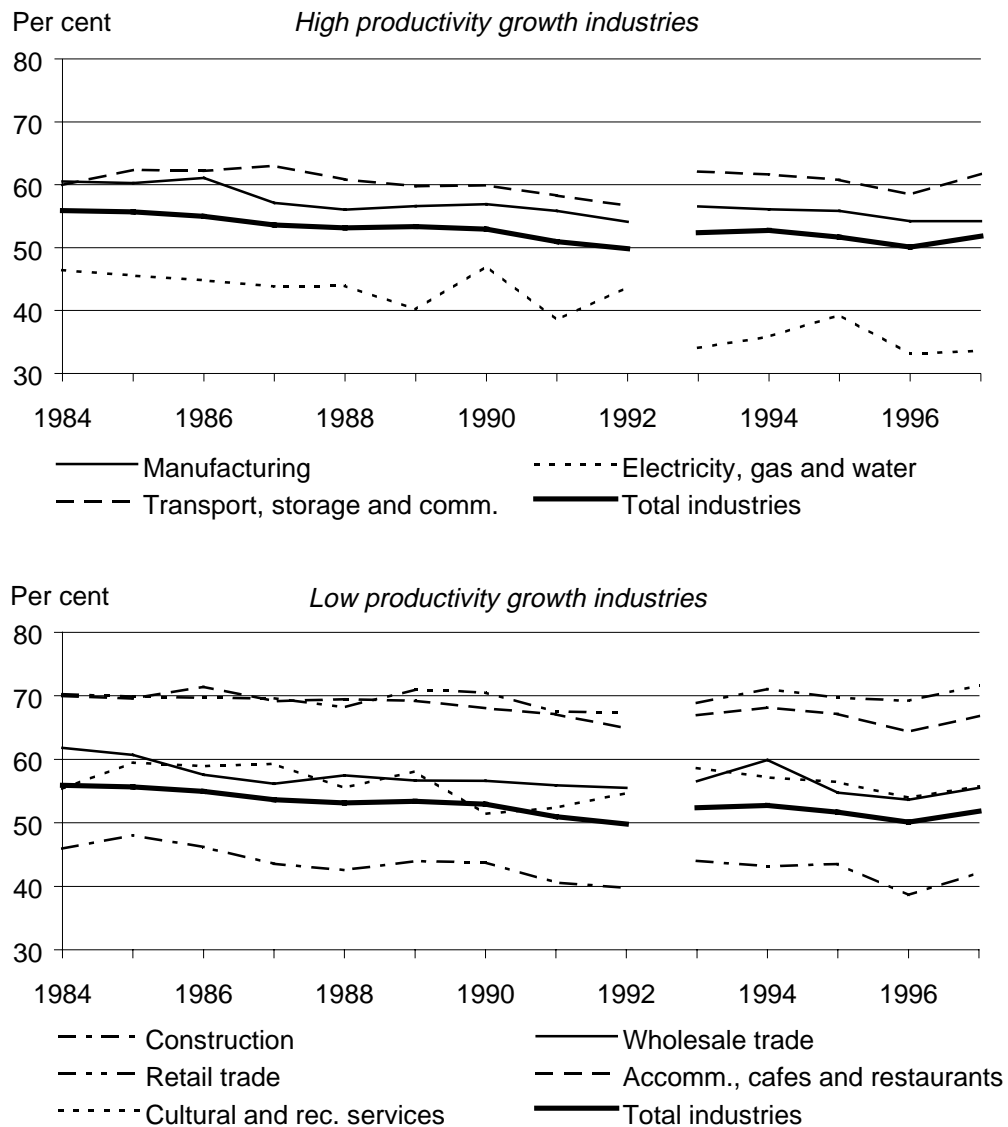 Per cent High productivity growth industries
80
70
60
50
40
30
1984 1986 1988 1990 1992 1994 1996
Manufacturing Electricity, gas and water
Transport, storage and comm. Total industries
Per cent Low productivity growth industries
80
70
60
50
40
30
1984 1986 1988 1990 1992 1994 1996
Construction Wholesale trade
Retail trade Accomm., cafes and restaurants
Cultural and rec. services Total industries